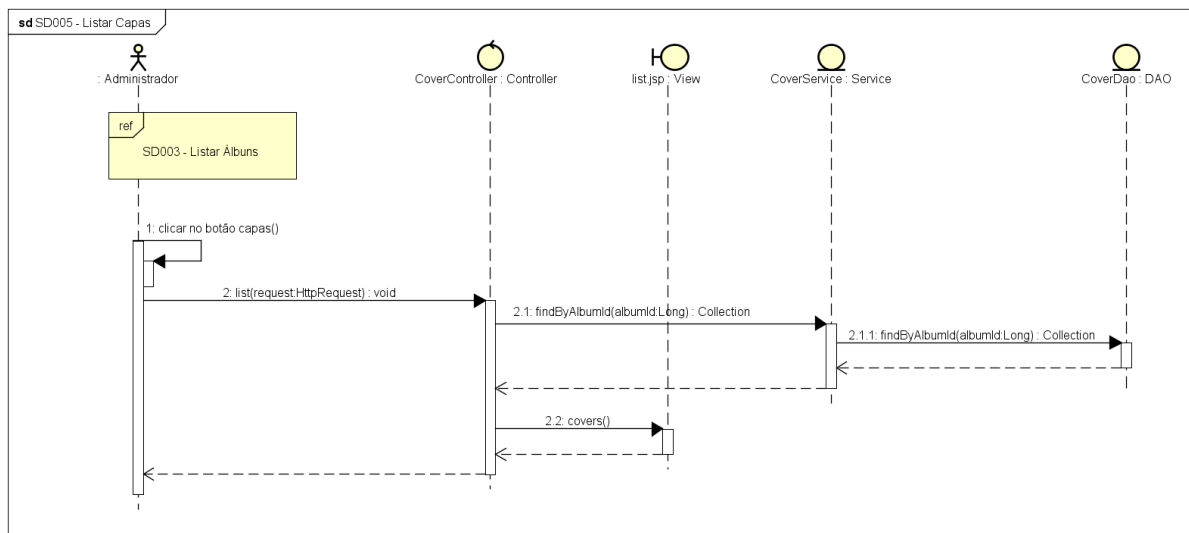 sd SD005 - Listar Capas
: Administrador
CoverController : Controller
list.jsp : View
CoverService : Service
CoverDao : DAO
ref
SD003 - Listar Álbuns
1: clicar no botão capas()
2: list(request:HttpRequest) : void
2.1: findByAlbumId(albumId:Long) : Collection
2.1.1: findByAlbumId(albumId:Long) : Collection
2.2: covers()